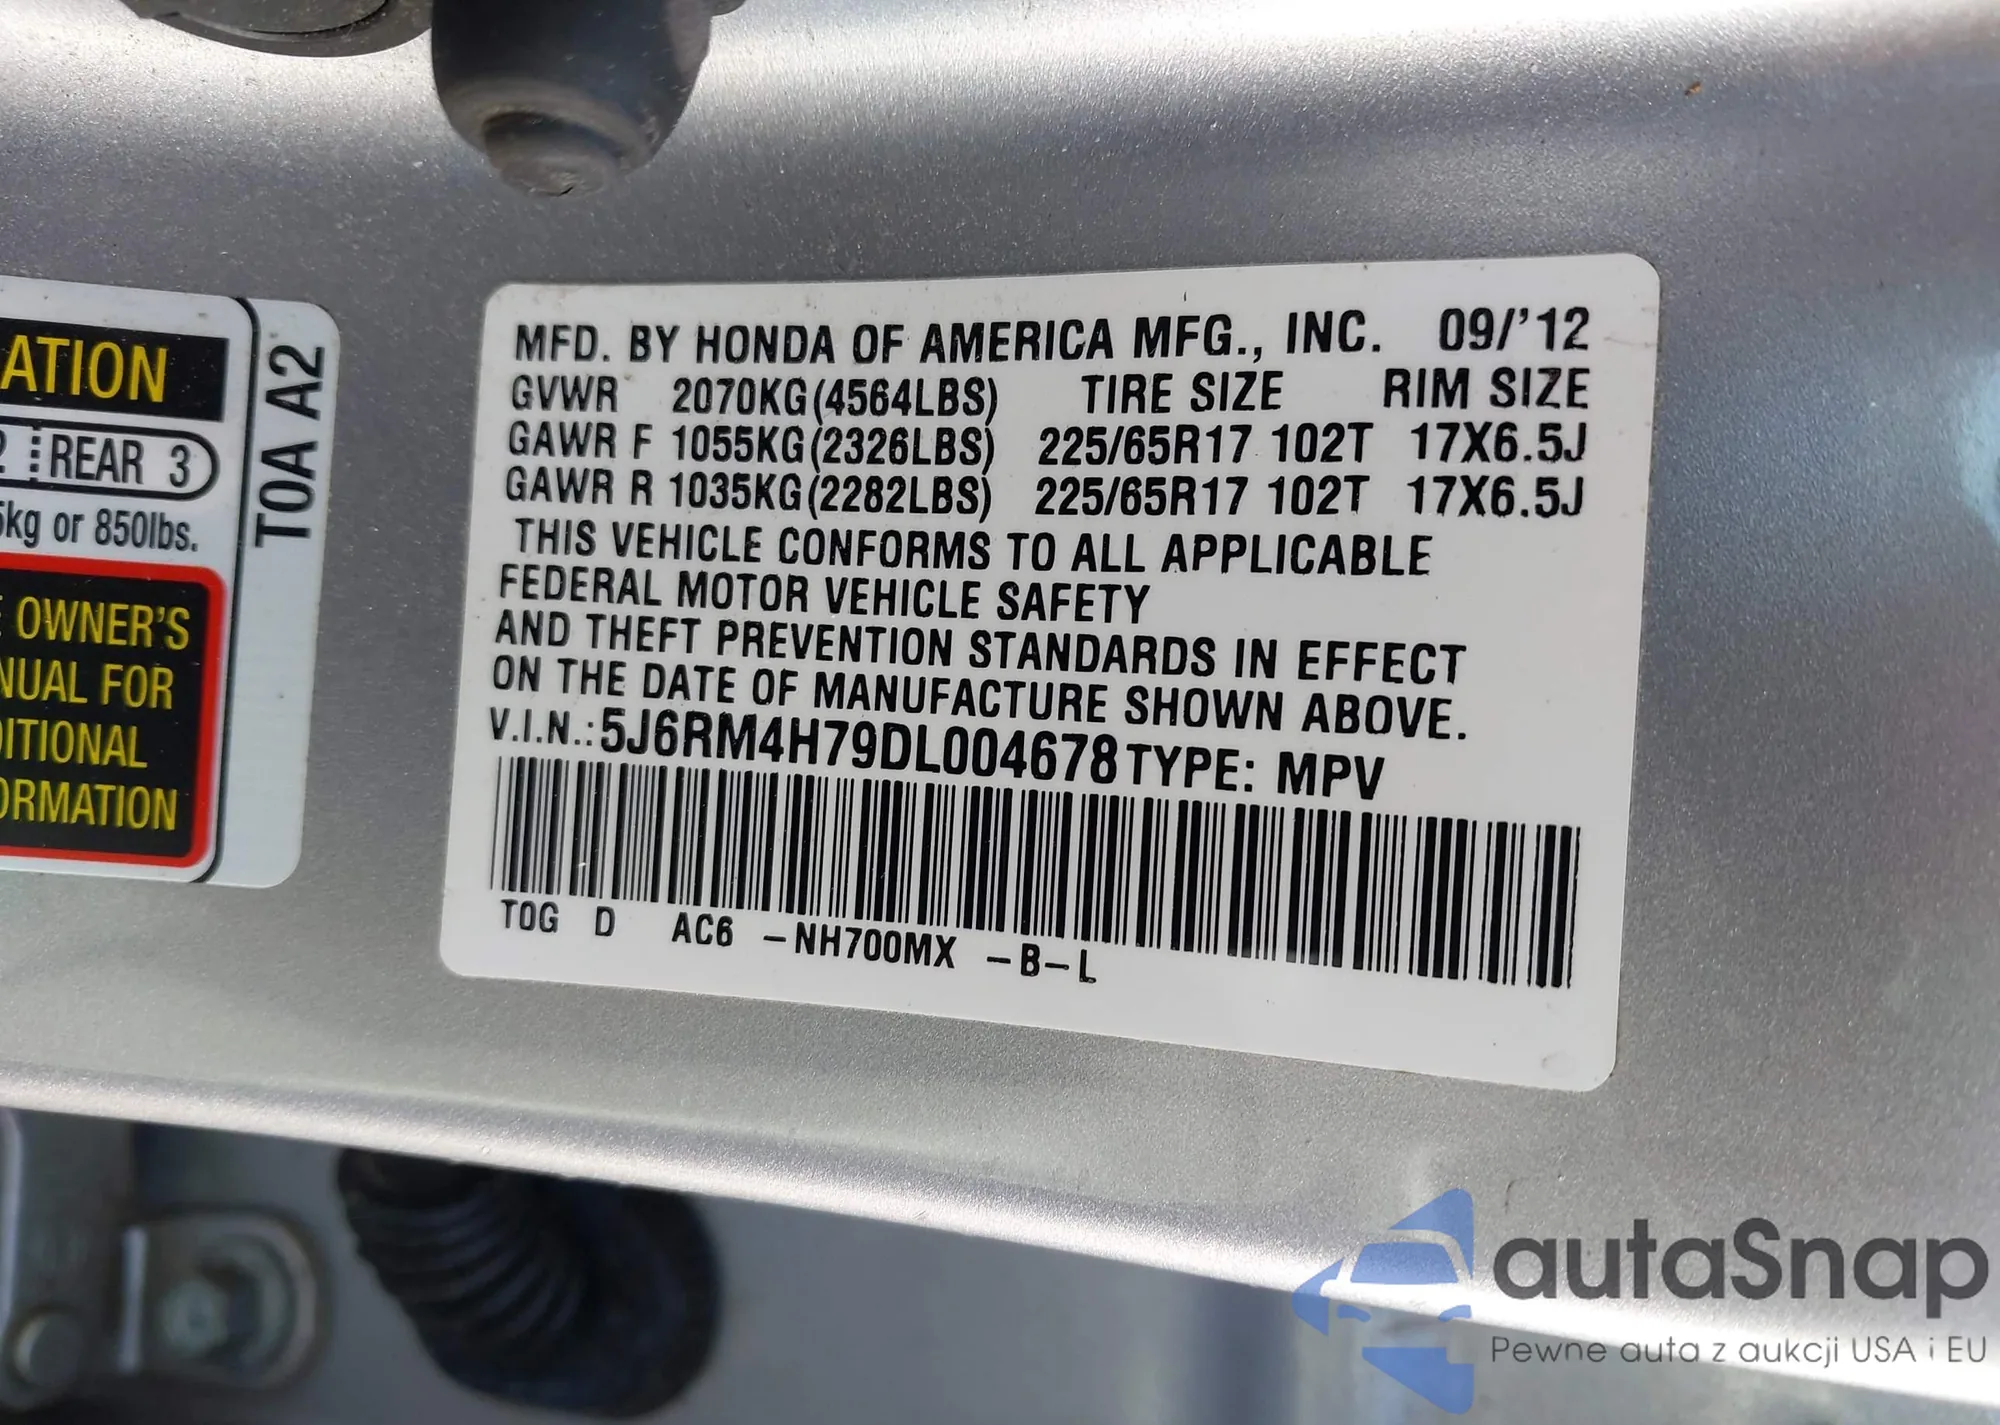 ATION
2 REAR 3
kg or 850lbs.
OWNER'S
NUAL FOR
DITIONAL
ORMATION
T0A A2
MFD. BY HONDA OF AMERICA MFG., INC. 09/'12
GVWR 2070KG(4564LBS) TIRE SIZE RIM SIZE
GAWR F 1055KG(2326LBS) 225/65R17 102T 17X6.5J
GAWR R 1035KG(2282LBS) 225/65R17 102T 17X6.5J
THIS VEHICLE CONFORMS TO ALL APPLICABLE
FEDERAL MOTOR VEHICLE SAFETY
AND THEFT PREVENTION STANDARDS IN EFFECT
ON THE DATE OF MANUFACTURE SHOWN ABOVE.
V.I.N.: 5J6RM4H79DL004678 TYPE: MPV
T0G D AC6 -NH700MX -B-L
autaSnap
Pewne auta z aukcji USA i EU